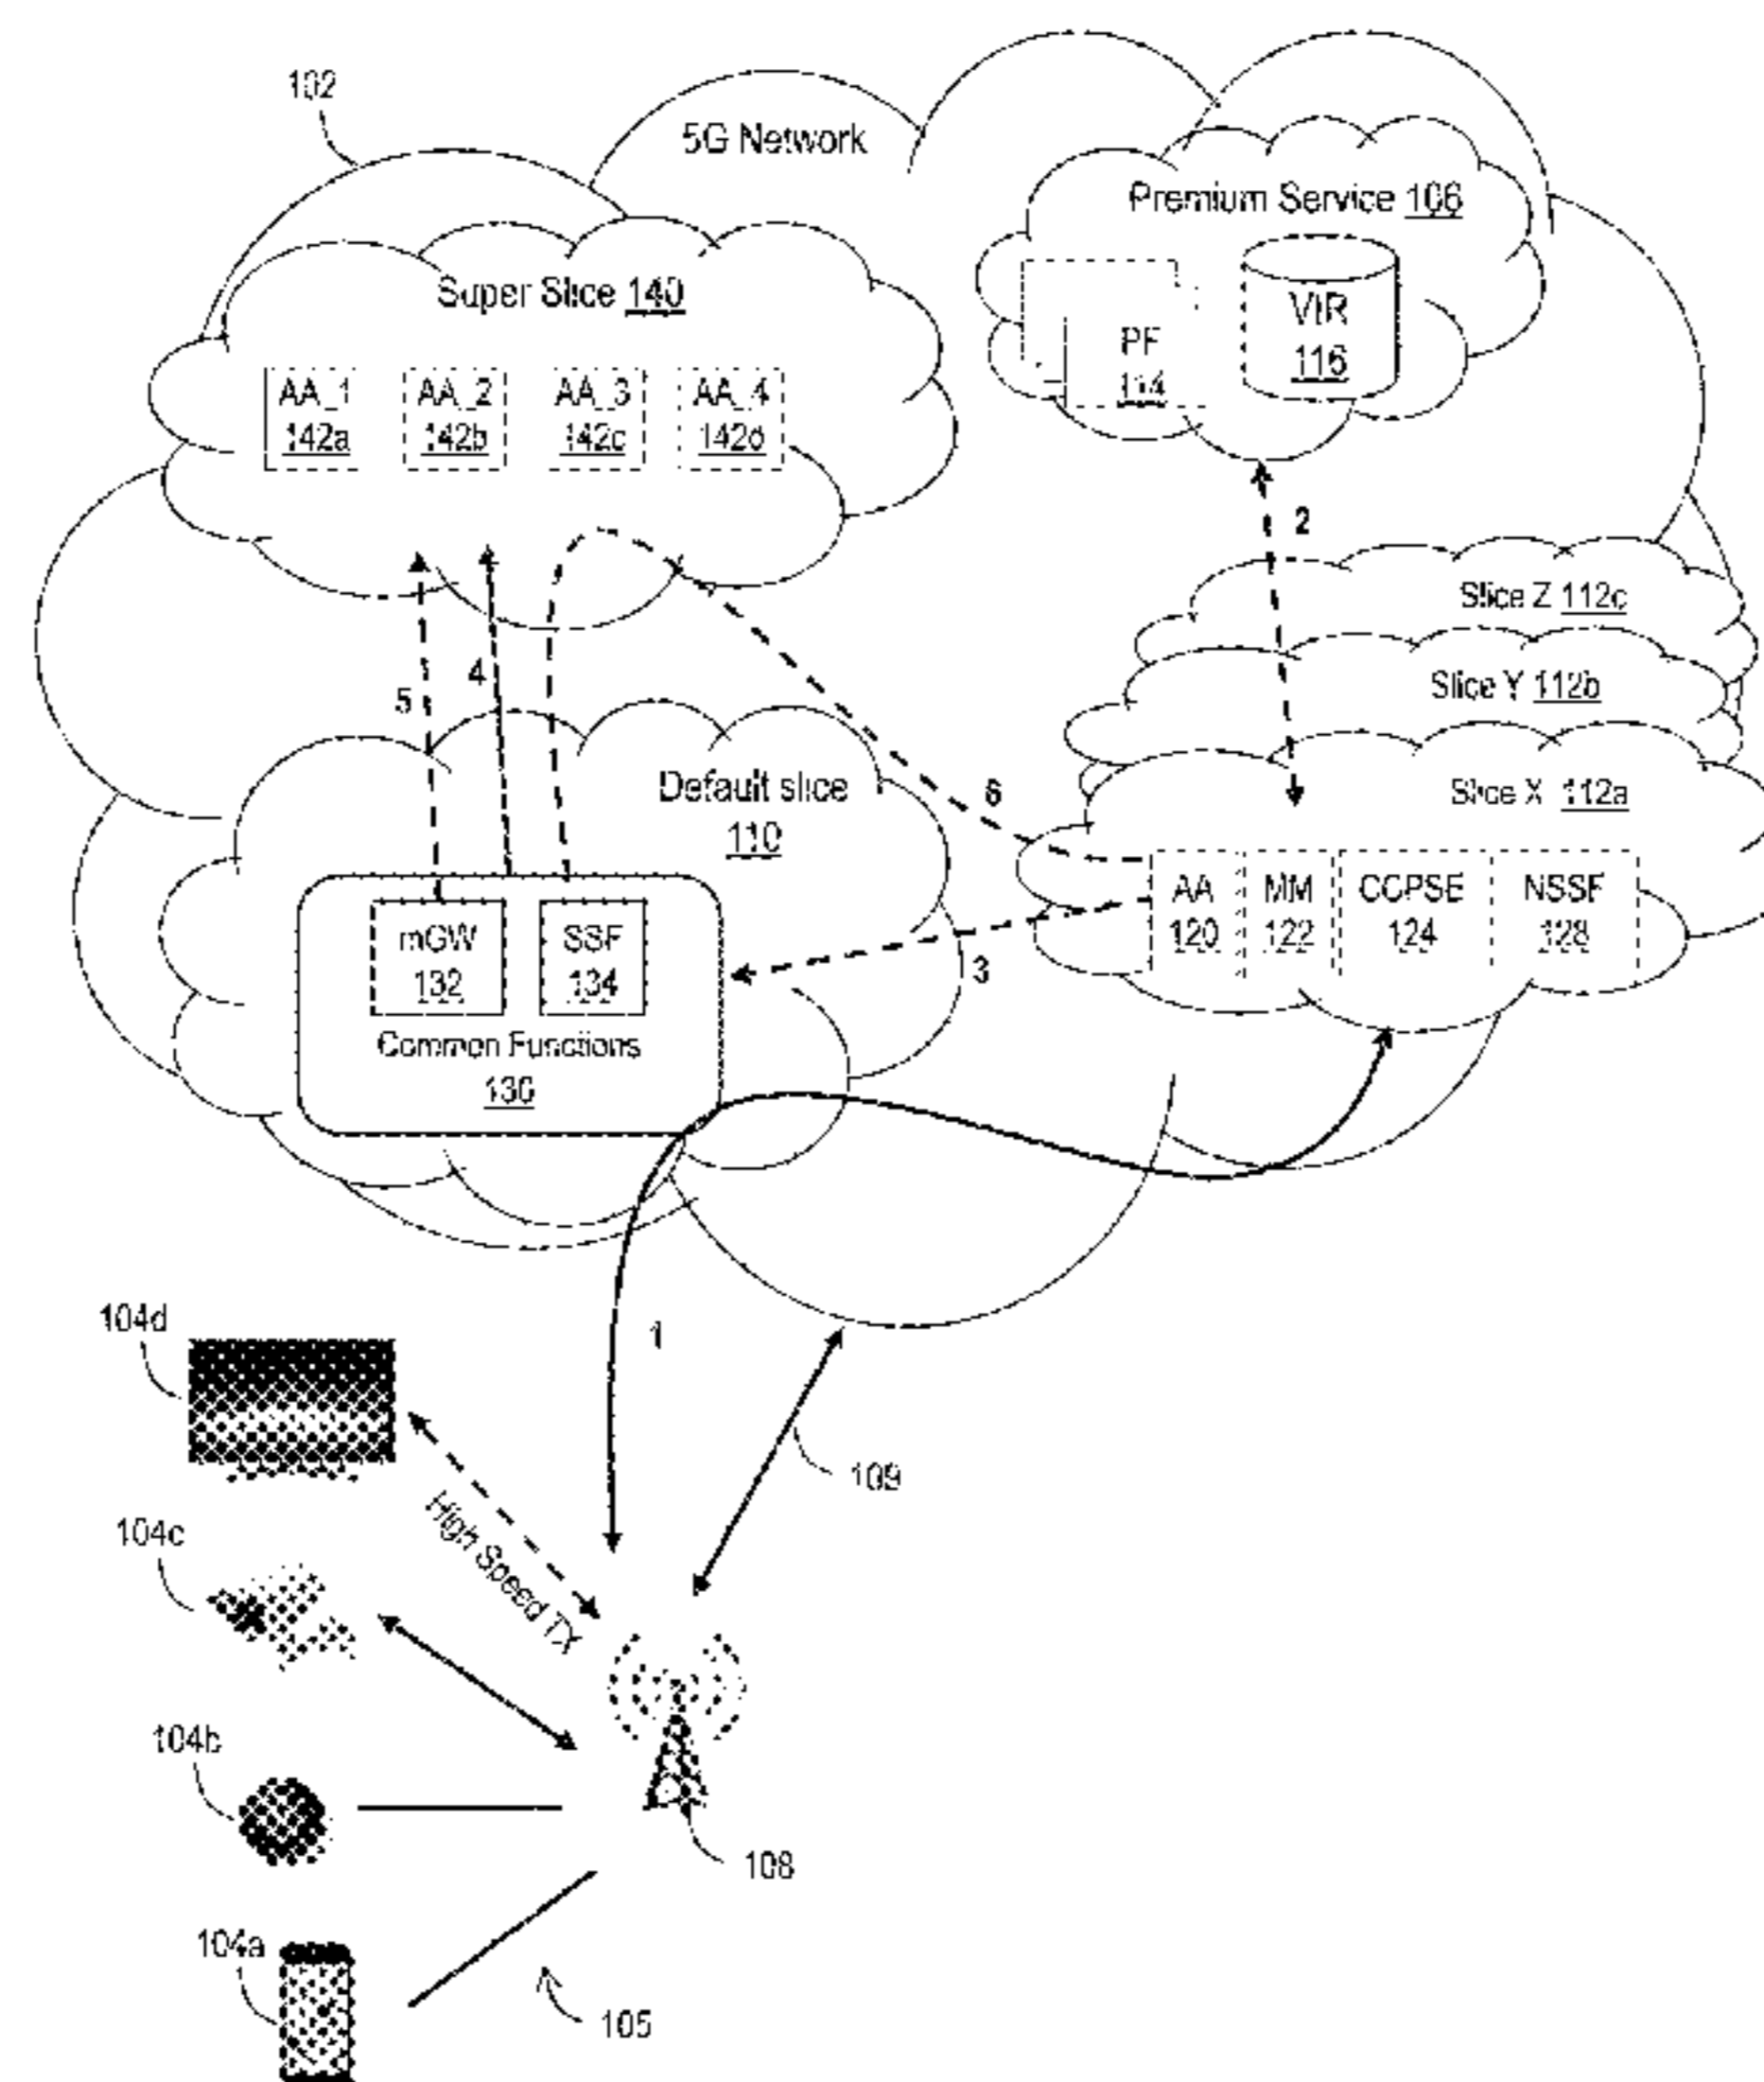 102
5G Network
Premium Service 106
VIR
116
PF
114
Super Slice 140
AA_1
142a
AA_2
142b
AA_3
142c
AA_4
142d
2
Slice Z 112c
Slice Y 112b
Slice X 112a
5
4
6
Default slice
110
AA
120
MM
122
CCPSE
124
NSSF
128
mGW
132
SSF
134
3
Common Functions
130
1
104d
High Speed TX
109
104c
104b
108
104a
105